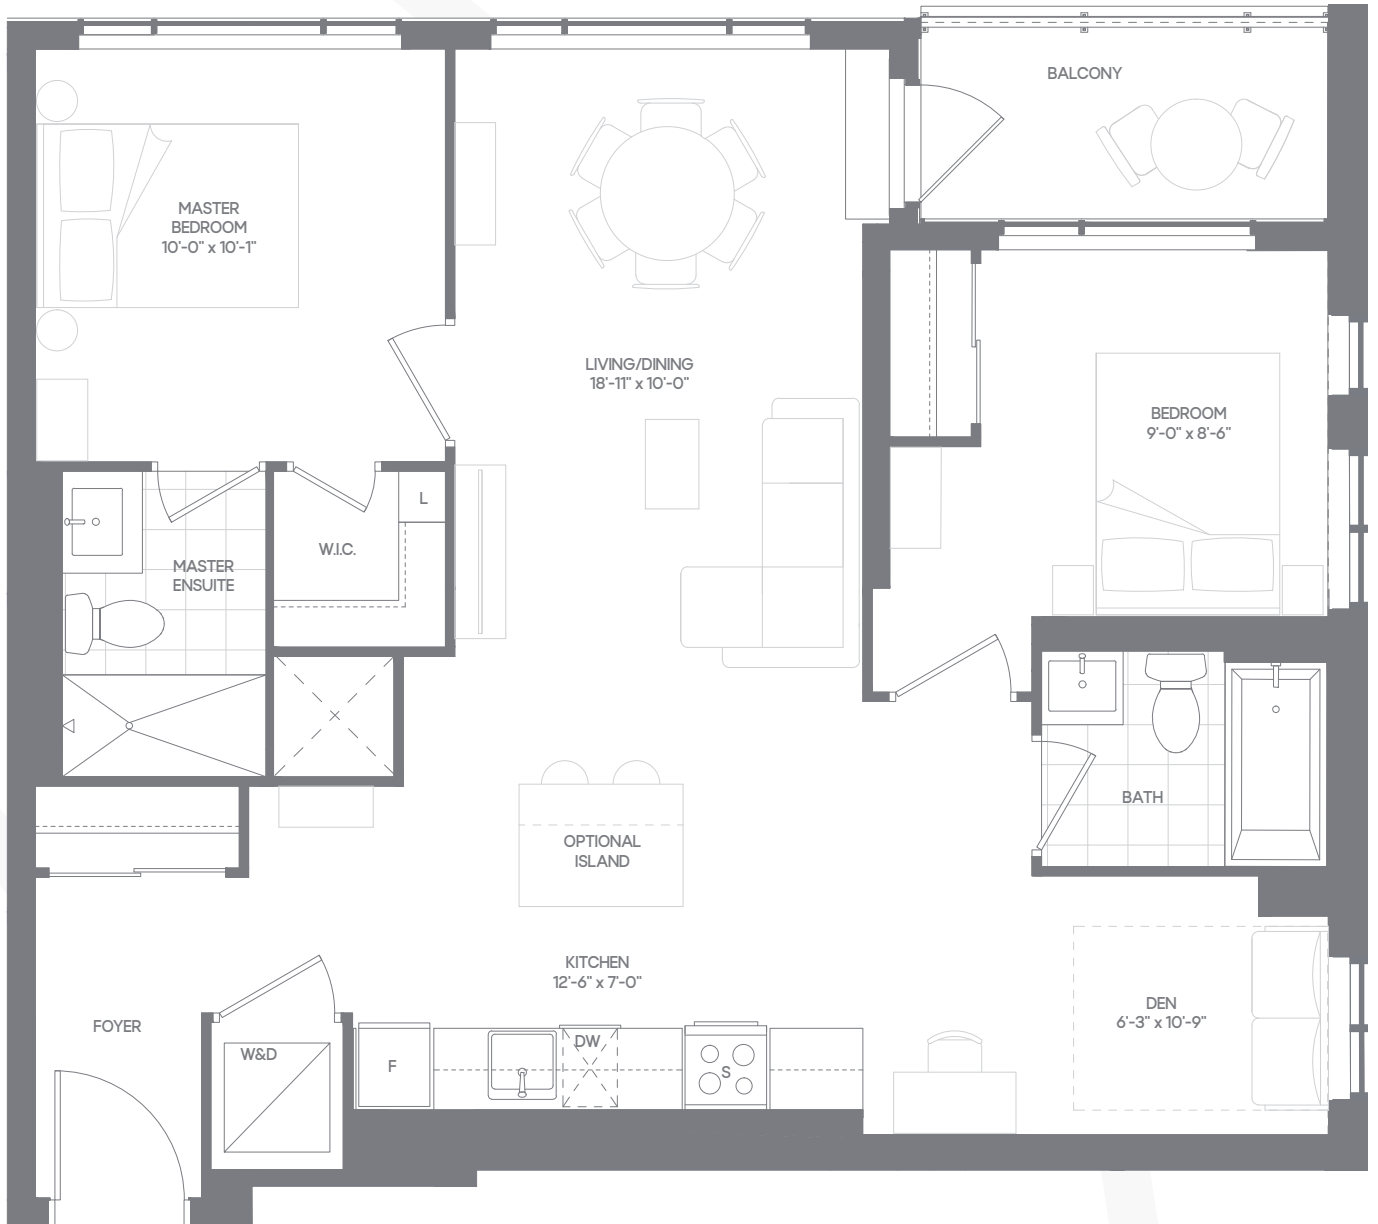 BALCONY
MASTER
BEDROOM
10'-0" x 10'-1"
LIVING/DINING
18'-11" x 10'-0"
BEDROOM
9'-0" x 8'-6"
L
W.I.C.
MASTER
ENSUITE
BATH
OPTIONAL
ISLAND
KITCHEN
12'-6" x 7'-0"
DEN
6'-3" x 10'-9"
FOYER
W&D
F
DW
S